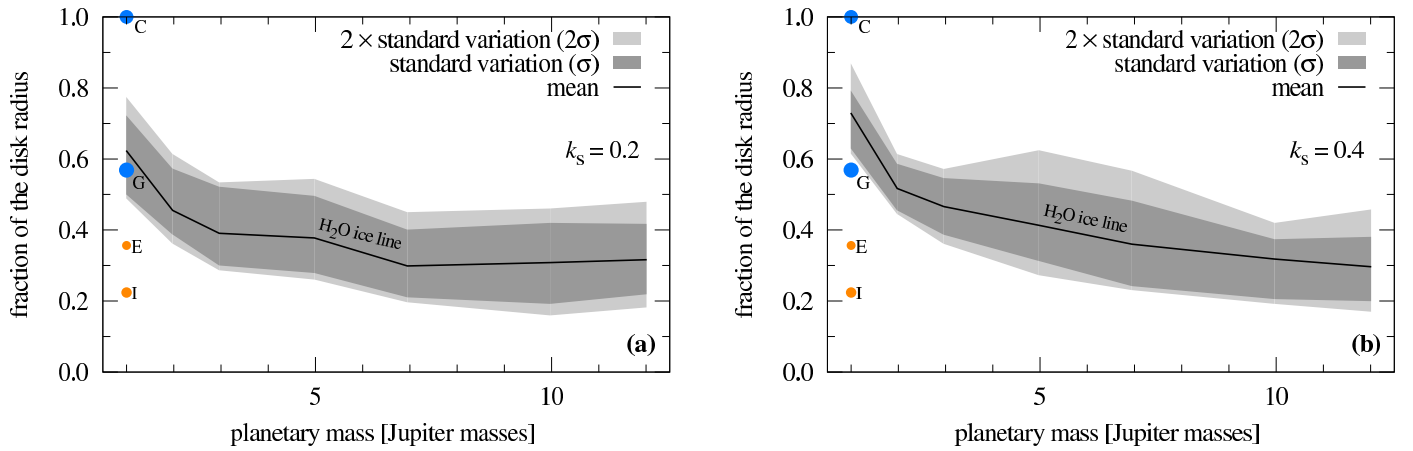 1.0
0.8
0.6
0.4
0.2
0.0
fraction of the disk radius
C
G
E
I
2 × standard variation (2σ)
standard variation (σ)
mean
kₛ = 0.2
H₂O ice line
(a)
5 10
planetary mass [Jupiter masses]
1.0
0.8
0.6
0.4
0.2
0.0
fraction of the disk radius
C
G
E
I
2 × standard variation (2σ)
standard variation (σ)
mean
kₛ = 0.4
H₂O ice line
(b)
5 10
planetary mass [Jupiter masses]